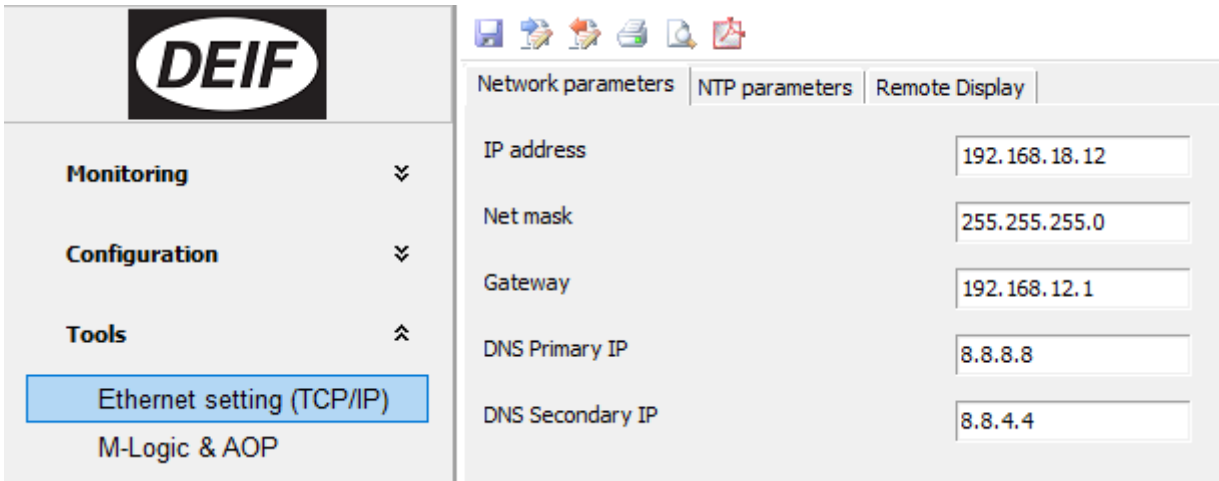 DEIF
Monitoring
Configuration
Tools
Ethernet setting (TCP/IP)
M-Logic & AOP
Network parameters NTP parameters Remote Display
IP address 192.168.18.12
Net mask 255.255.255.0
Gateway 192.168.12.1
DNS Primary IP 8.8.8.8
DNS Secondary IP 8.8.4.4